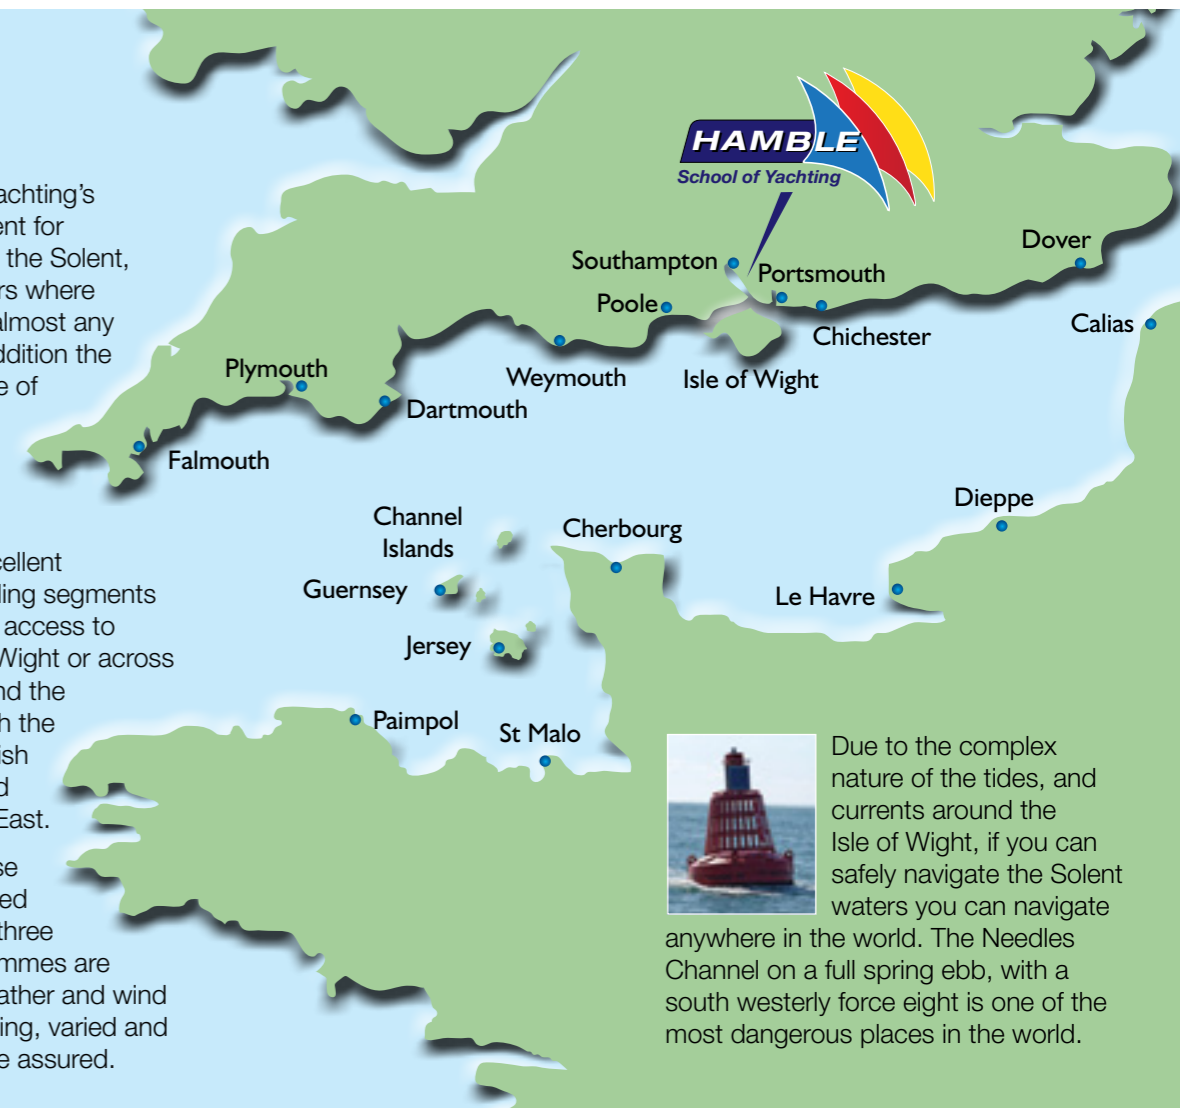 achting's
ent for
the Solent,
rs where
almost any
ddition the
e of
cellent
ling segments
access to
Wight or across
nd the
h the
ish
d
East.
se
ed
three
mmes are
ather and wind
ing, varied and
e assured.
HAMBLE
School of Yachting
Southampton
Portsmouth
Dover
Poole
Chichester
Calias
Plymouth
Weymouth
Isle of Wight
Dartmouth
Falmouth
Channel
Islands
Cherbourg
Dieppe
Guernsey
Le Havre
Jersey
Paimpol
St Malo
Due to the complex
nature of the tides, and
currents around the
Isle of Wight, if you can
safely navigate the Solent
waters you can navigate
anywhere in the world. The Needles
Channel on a full spring ebb, with a
south westerly force eight is one of the
most dangerous places in the world.